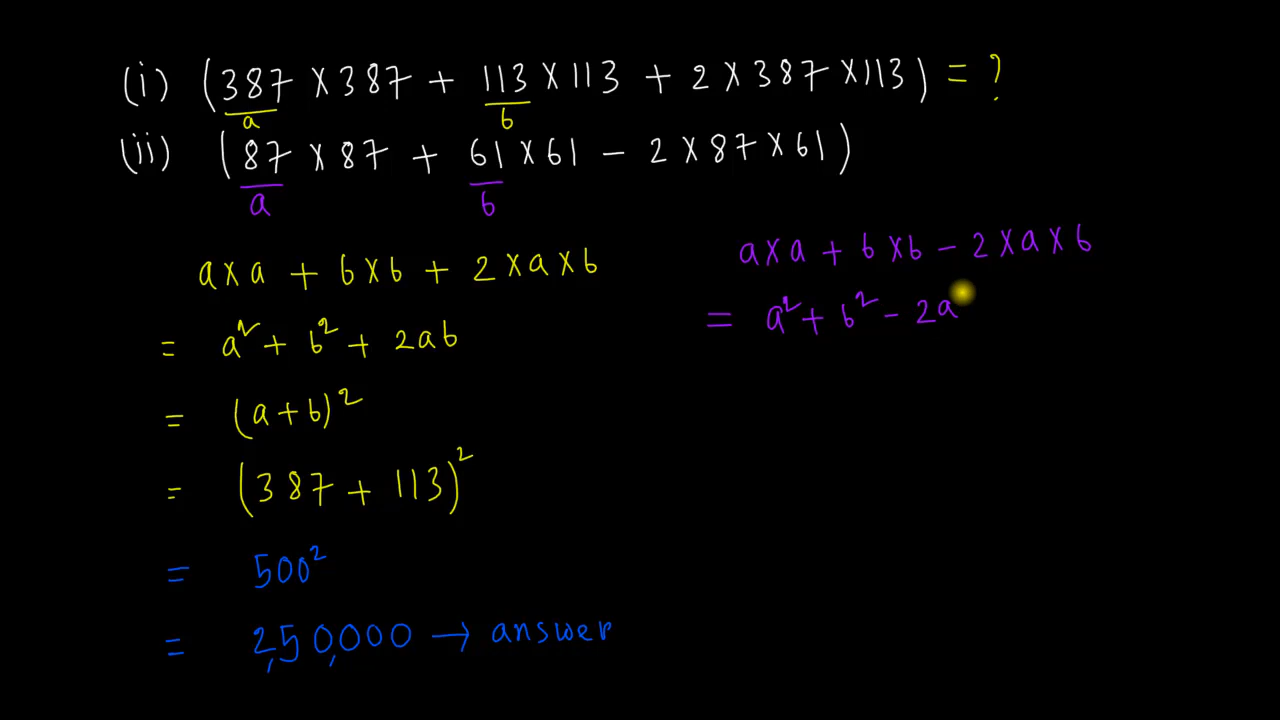 (i) (387 × 387 + 113 × 113 + 2 × 387 × 113) = ?
a b
(ii) (87 × 87 + 61 × 61 − 2 × 87 × 61)
a b
a × a + b × b + 2 × a × b
= a² + b² + 2ab
= (a + b)²
= (387 + 113)²
= 500²
= 2,50,000 → answer
a × a + b × b − 2 × a × b
= a² + b² − 2a